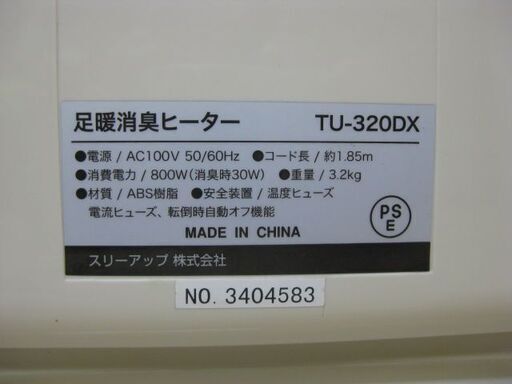 足暖消臭ヒーター TU-320DX
●電源 / AC100V 50/60Hz ●コード長 / 約1.85m
●消費電力 / 800W(消臭時30W) ●重量 / 3.2kg
●材質 / ABS樹脂 ●安全装置 / 温度ヒューズ
電流ヒューズ、転倒時自動オフ機能
PS
E
MADE IN CHINA
スリーアップ 株式会社
NO. 3404583